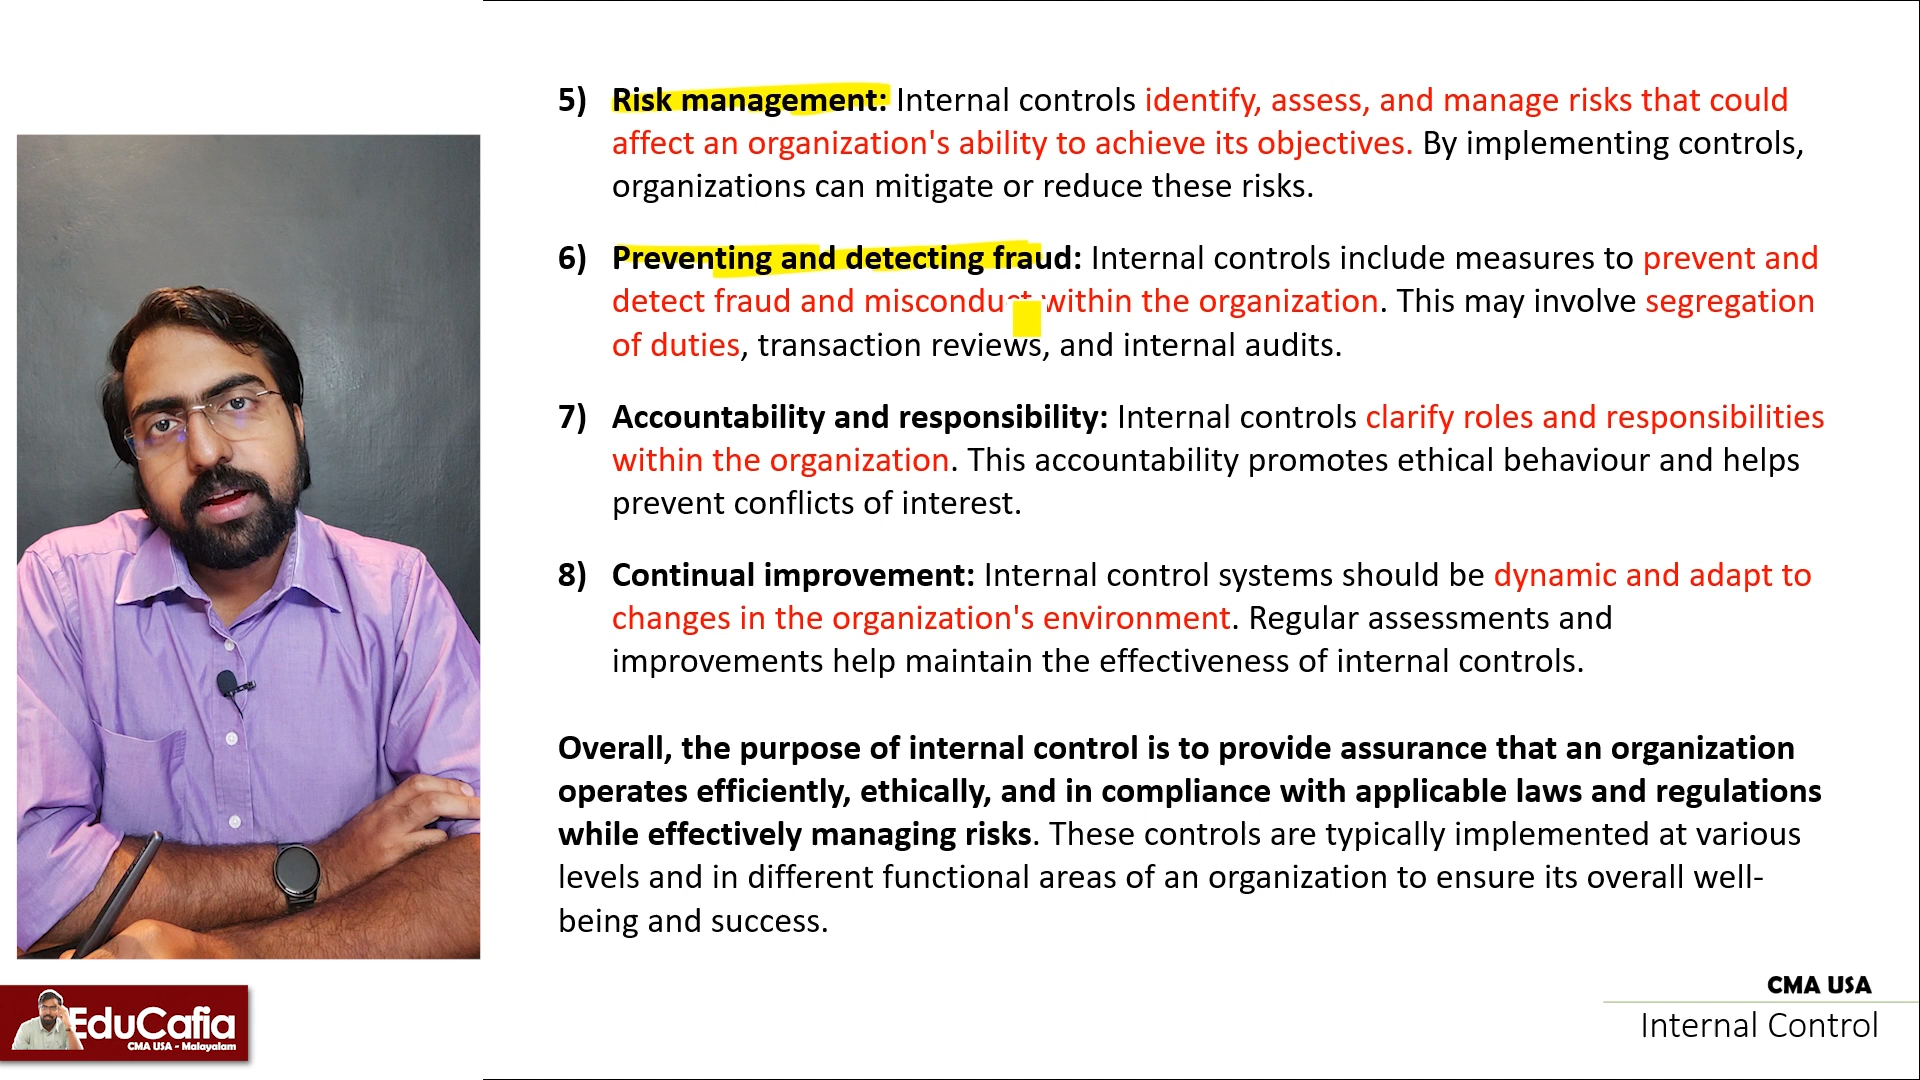 5) Risk management: Internal controls identify, assess, and manage risks that could
affect an organization's ability to achieve its objectives. By implementing controls,
organizations can mitigate or reduce these risks.
6) Preventing and detecting fraud: Internal controls include measures to prevent and
detect fraud and misconduct within the organization. This may involve segregation
of duties, transaction reviews, and internal audits.
7) Accountability and responsibility: Internal controls clarify roles and responsibilities
within the organization. This accountability promotes ethical behaviour and helps
prevent conflicts of interest.
8) Continual improvement: Internal control systems should be dynamic and adapt to
changes in the organization's environment. Regular assessments and
improvements help maintain the effectiveness of internal controls.
Overall, the purpose of internal control is to provide assurance that an organization
operates efficiently, ethically, and in compliance with applicable laws and regulations
while effectively managing risks. These controls are typically implemented at various
levels and in different functional areas of an organization to ensure its overall well-
being and success.
EduCafia
CMA USA - Malayalam
CMA USA
Internal Control